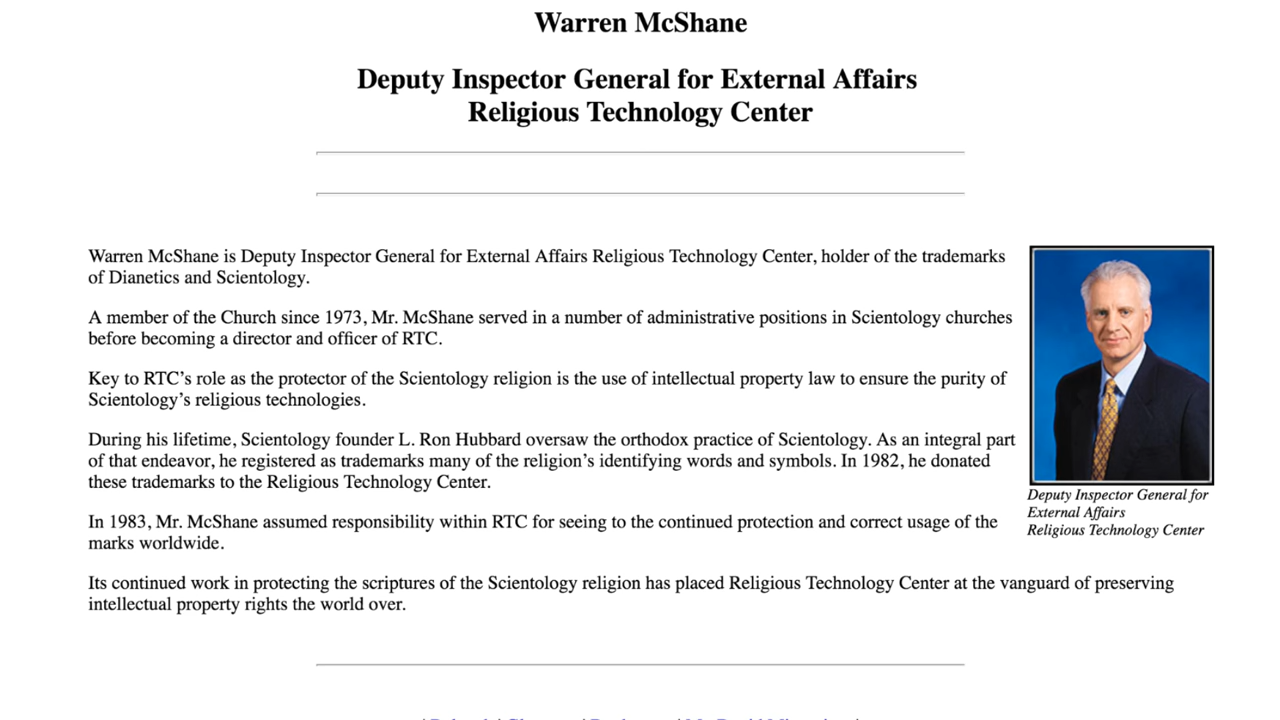 Warren McShane
Deputy Inspector General for External Affairs
Religious Technology Center
Warren McShane is Deputy Inspector General for External Affairs Religious Technology Center, holder of the trademarks
of Dianetics and Scientology.
A member of the Church since 1973, Mr. McShane served in a number of administrative positions in Scientology churches
before becoming a director and officer of RTC.
Key to RTC’s role as the protector of the Scientology religion is the use of intellectual property law to ensure the purity of
Scientology’s religious technologies.
During his lifetime, Scientology founder L. Ron Hubbard oversaw the orthodox practice of Scientology. As an integral part
of that endeavor, he registered as trademarks many of the religion’s identifying words and symbols. In 1982, he donated
these trademarks to the Religious Technology Center.
In 1983, Mr. McShane assumed responsibility within RTC for seeing to the continued protection and correct usage of the
marks worldwide.
Its continued work in protecting the scriptures of the Scientology religion has placed Religious Technology Center at the vanguard of preserving
intellectual property rights the world over.
Deputy Inspector General for
External Affairs
Religious Technology Center